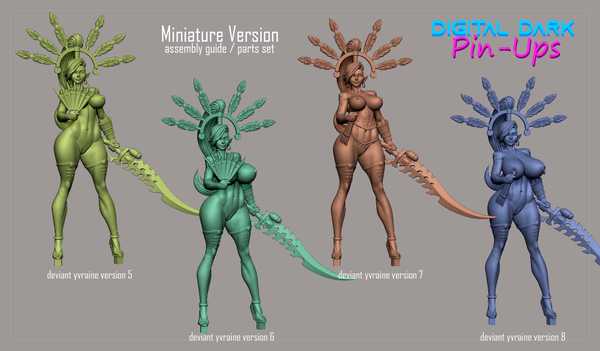 Miniature Version
assembly guide / parts set
DIGITAL DARK
Pin-Ups
deviant yvraine version 5
deviant yvraine version 6
deviant yvraine version 7
deviant yvraine version 8